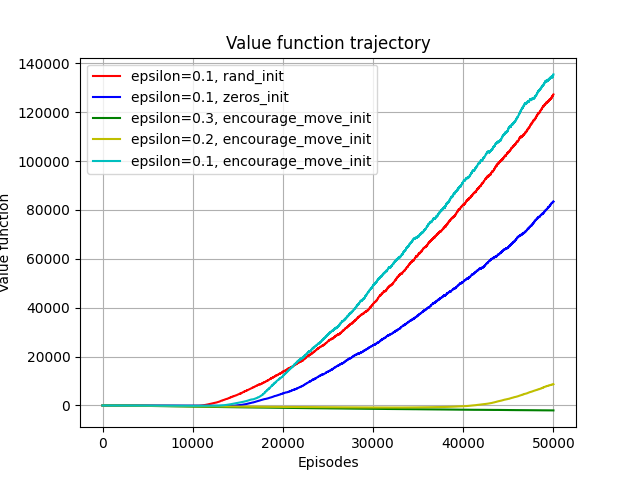 Value function trajectory
epsilon=0.1, rand_init
epsilon=0.1, zeros_init
epsilon=0.3, encourage_move_init
epsilon=0.2, encourage_move_init
epsilon=0.1, encourage_move_init
140000
120000
100000
80000
60000
40000
20000
0
Value function
0 10000 20000 30000 40000 50000
Episodes